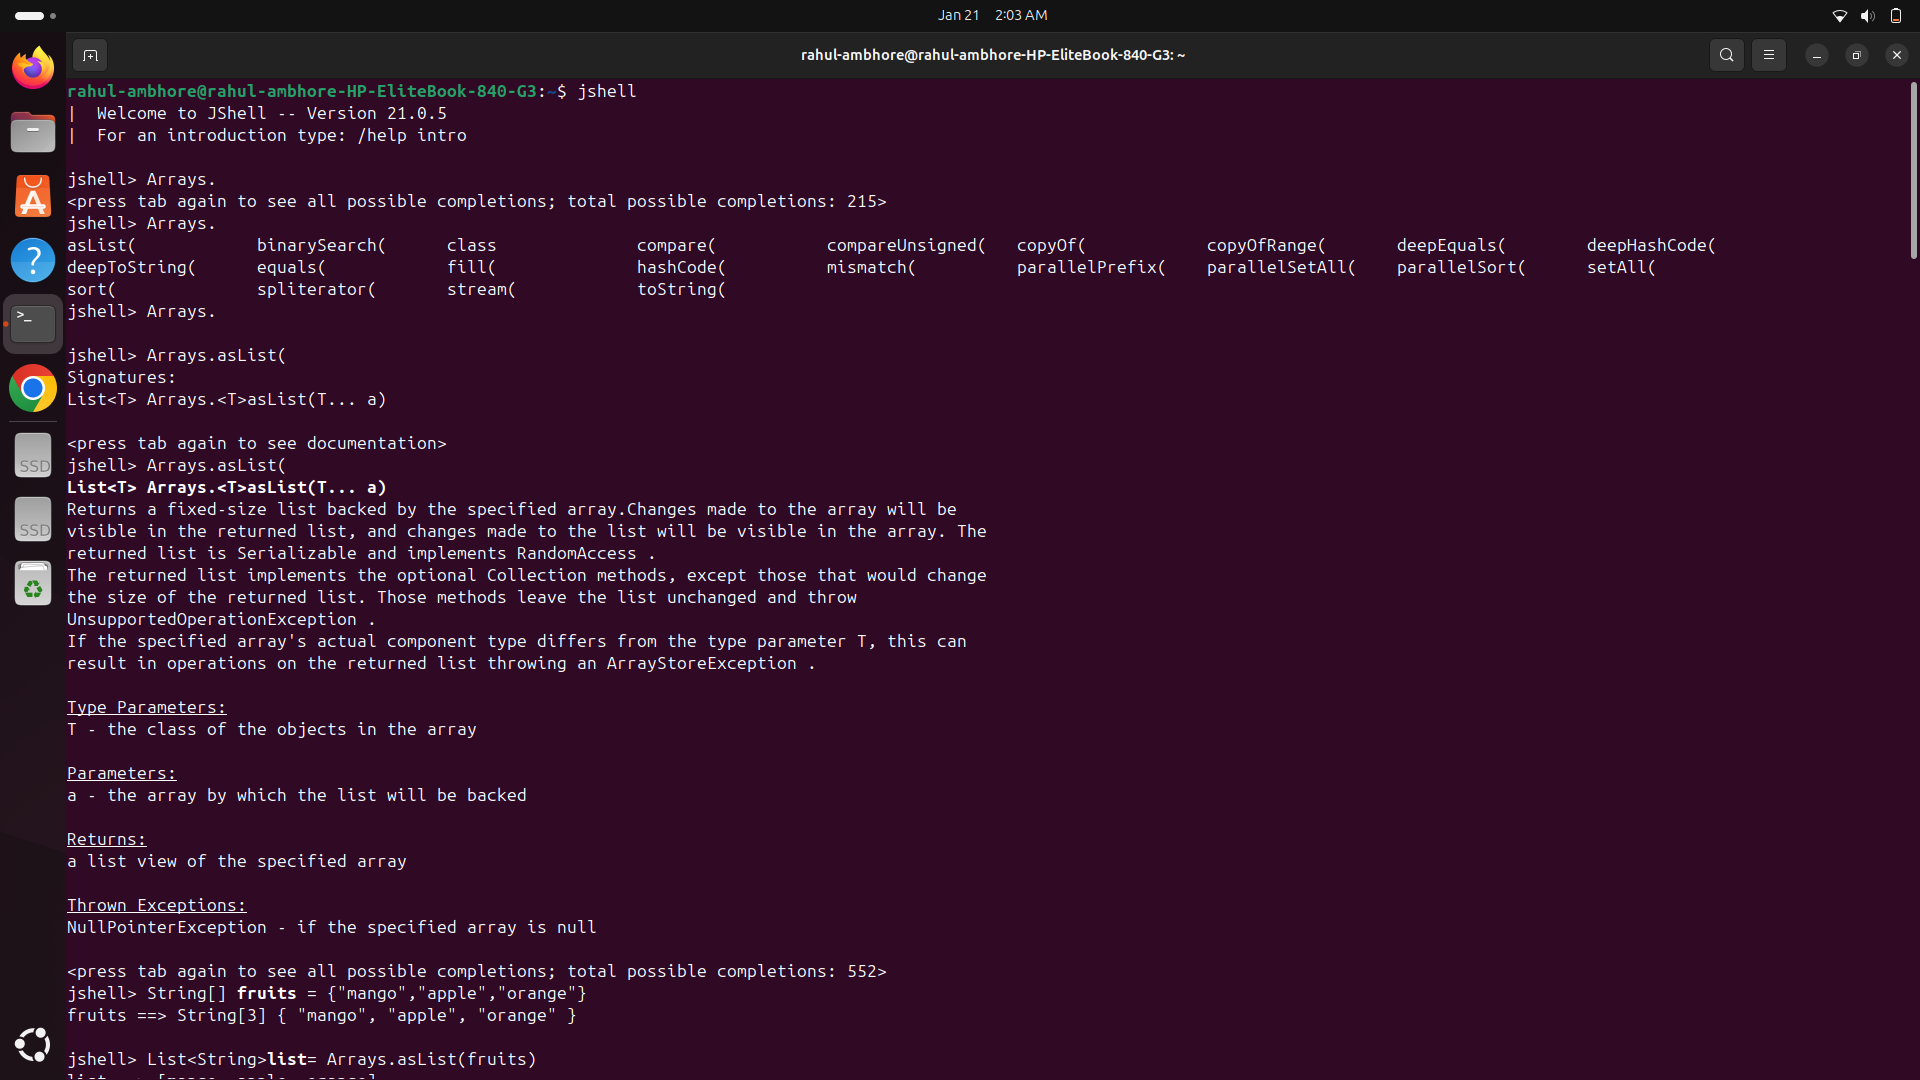 Jan 21 2:03 AM
rahul-ambhore@rahul-ambhore-HP-EliteBook-840-G3: ~
rahul-ambhore@rahul-ambhore-HP-EliteBook-840-G3:~$ jshell
| Welcome to JShell -- Version 21.0.5
| For an introduction type: /help intro
jshell> Arrays.
<press tab again to see all possible completions; total possible completions: 215>
jshell> Arrays.
asList( binarySearch( class compare( compareUnsigned( copyOf( copyOfRange( deepEquals( deepHashCode(
deepToString( equals( fill( hashCode( mismatch( parallelPrefix( parallelSetAll( parallelSort( setAll(
sort( spliterator( stream( toString(
jshell> Arrays.
jshell> Arrays.asList(
Signatures:
List<T> Arrays.<T>asList(T... a)
<press tab again to see documentation>
jshell> Arrays.asList(
List<T> Arrays.<T>asList(T... a)
Returns a fixed-size list backed by the specified array.Changes made to the array will be
visible in the returned list, and changes made to the list will be visible in the array. The
returned list is Serializable and implements RandomAccess .
The returned list implements the optional Collection methods, except those that would change
the size of the returned list. Those methods leave the list unchanged and throw
UnsupportedOperationException .
If the specified array's actual component type differs from the type parameter T, this can
result in operations on the returned list throwing an ArrayStoreException .
Type Parameters:
T - the class of the objects in the array
Parameters:
a - the array by which the list will be backed
Returns:
a list view of the specified array
Thrown Exceptions:
NullPointerException - if the specified array is null
<press tab again to see all possible completions; total possible completions: 552>
jshell> String[] fruits = {"mango","apple","orange"}
fruits ==> String[3] { "mango", "apple", "orange" }
jshell> List<String>list= Arrays.asList(fruits)
SSD
SSD